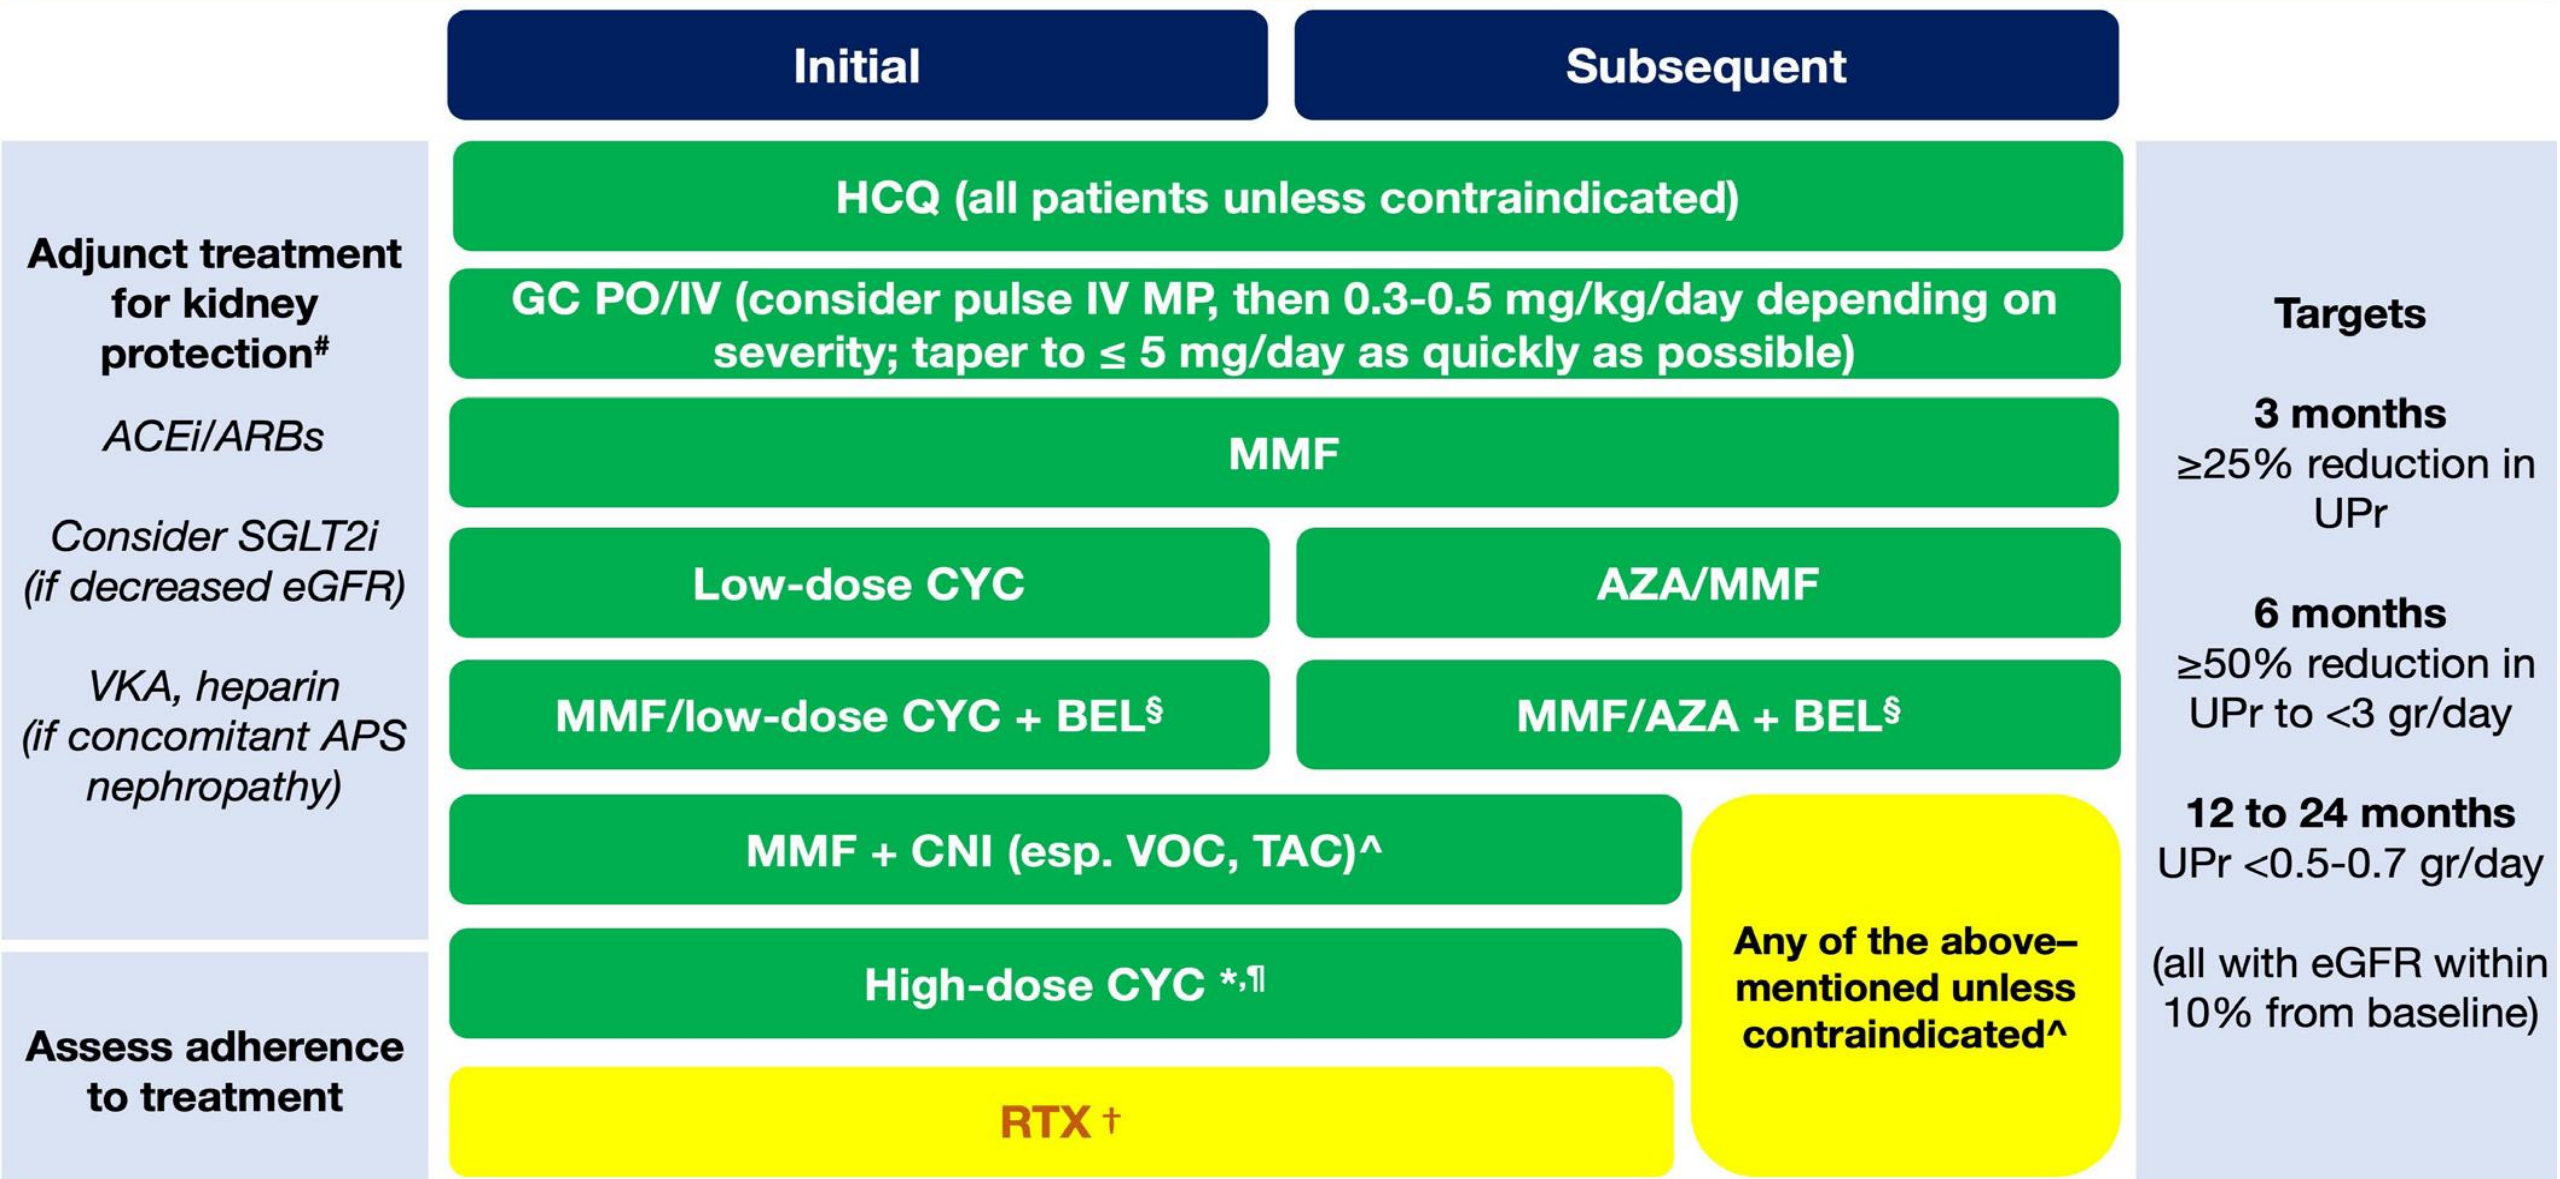 Initial
Subsequent
Adjunct treatment
for kidney
protection#
ACEi/ARBs
Consider SGLT2i
(if decreased eGFR)
VKA, heparin
(if concomitant APS
nephropathy)
Assess adherence
to treatment
HCQ (all patients unless contraindicated)
GC PO/IV (consider pulse IV MP, then 0.3-0.5 mg/kg/day depending on
severity; taper to ≤ 5 mg/day as quickly as possible)
MMF
Low-dose CYC
AZA/MMF
MMF/low-dose CYC + BEL§
MMF/AZA + BEL§
MMF + CNI (esp. VOC, TAC)^
High-dose CYC *,¶
RTX †
Any of the above–
mentioned unless
contraindicated^
Targets
3 months
≥25% reduction in
UPr
6 months
≥50% reduction in
UPr to <3 gr/day
12 to 24 months
UPr <0.5-0.7 gr/day
(all with eGFR within
10% from baseline)